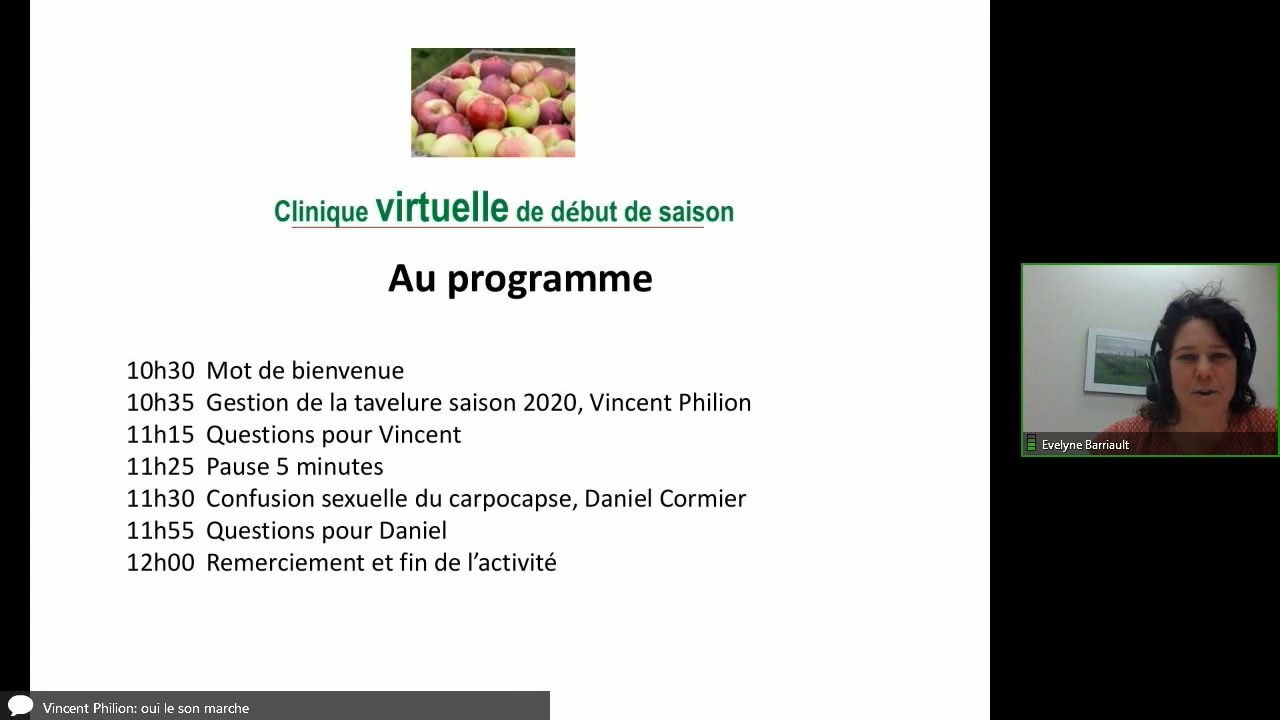 Clinique virtuelle de début de saison
Au programme
10h30 Mot de bienvenue
10h35 Gestion de la tavelure saison 2020, Vincent Philion
11h15 Questions pour Vincent
11h25 Pause 5 minutes
11h30 Confusion sexuelle du carpocapse, Daniel Cormier
11h55 Questions pour Daniel
12h00 Remerciement et fin de l’activité
Evelyne Barriault
Vincent Philion: oui le son marche